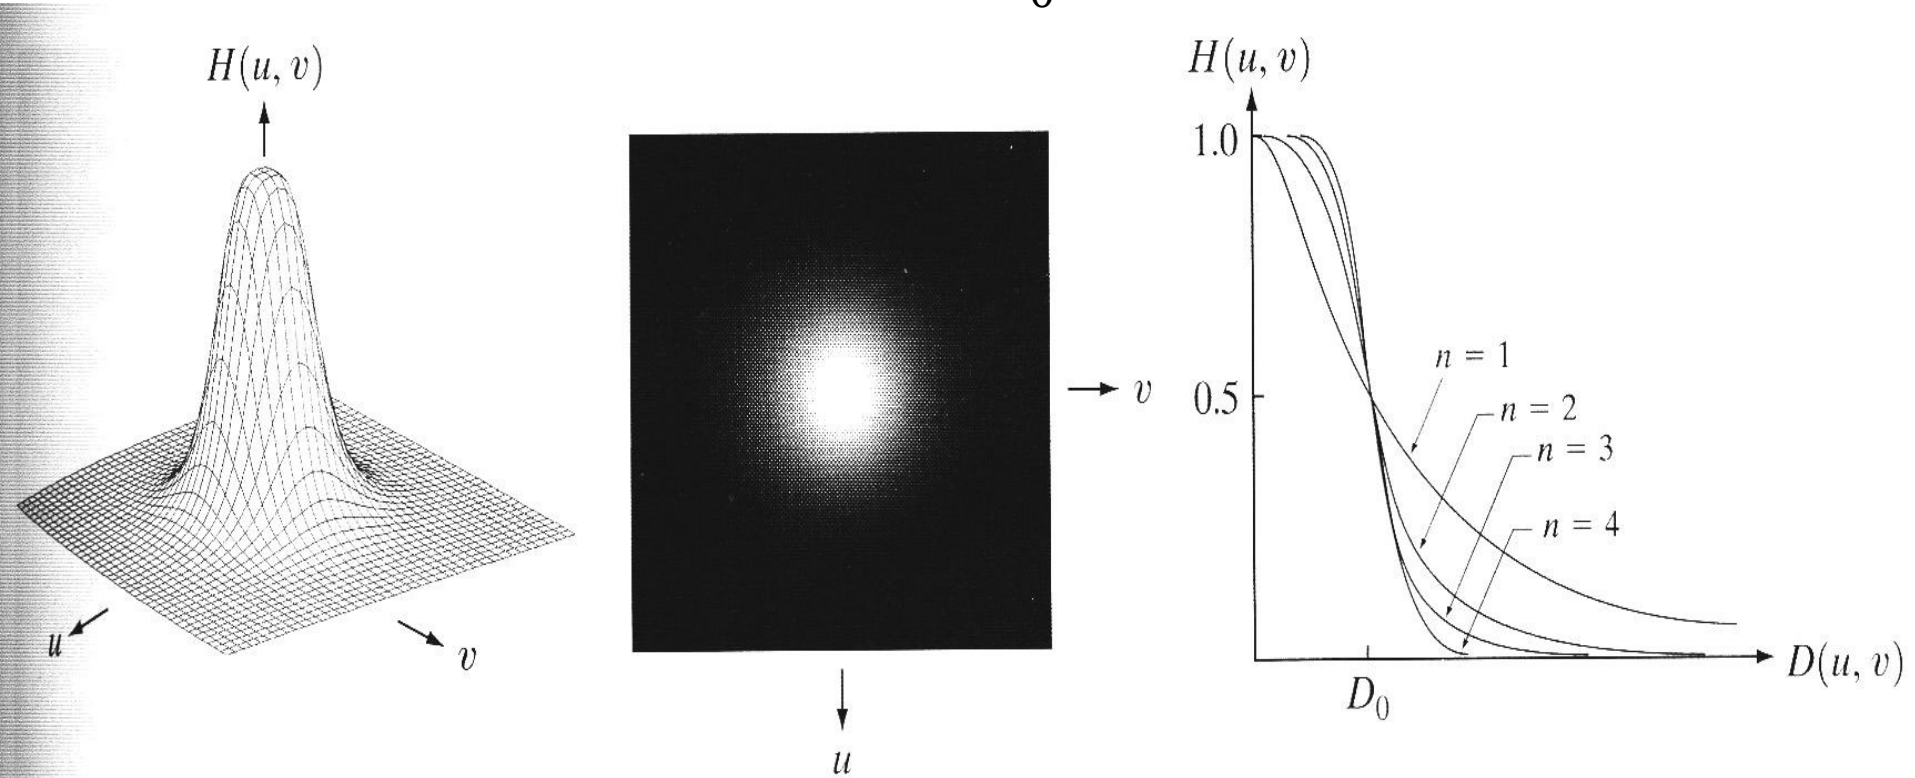 H(u, v)
u
v
v
u
H(u, v)
1.0
0.5
n = 1
n = 2
n = 3
n = 4
D₀
D(u, v)